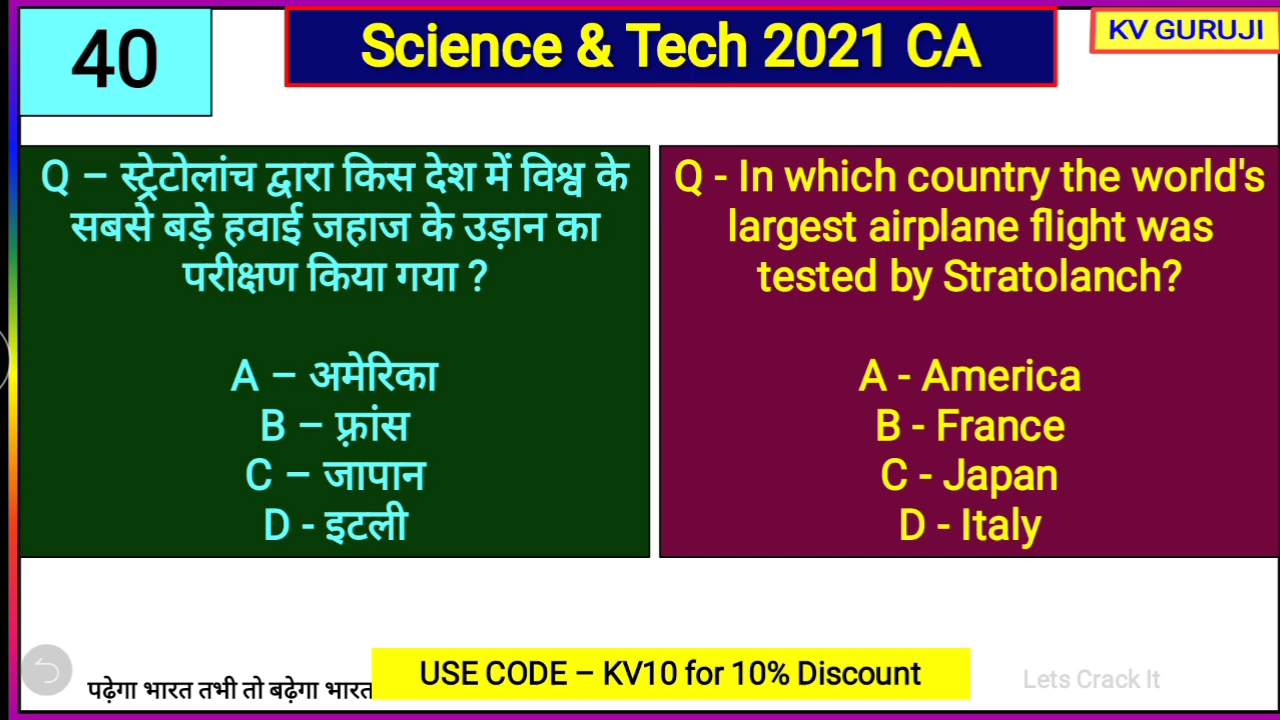 40
Science & Tech 2021 CA
KV GURUJI
Q – स्ट्रेटोलांच द्वारा किस देश में विश्व के
सबसे बड़े हवाई जहाज के उड़ान का
परीक्षण किया गया ?
A – अमेरिका
B – फ़्रांस
C – जापान
D - इटली
Q - In which country the world's
largest airplane flight was
tested by Stratolanch?
A - America
B - France
C - Japan
D - Italy
पढ़ेगा भारत तभी तो बढ़ेगा भारत
USE CODE – KV10 for 10% Discount
Lets Crack It